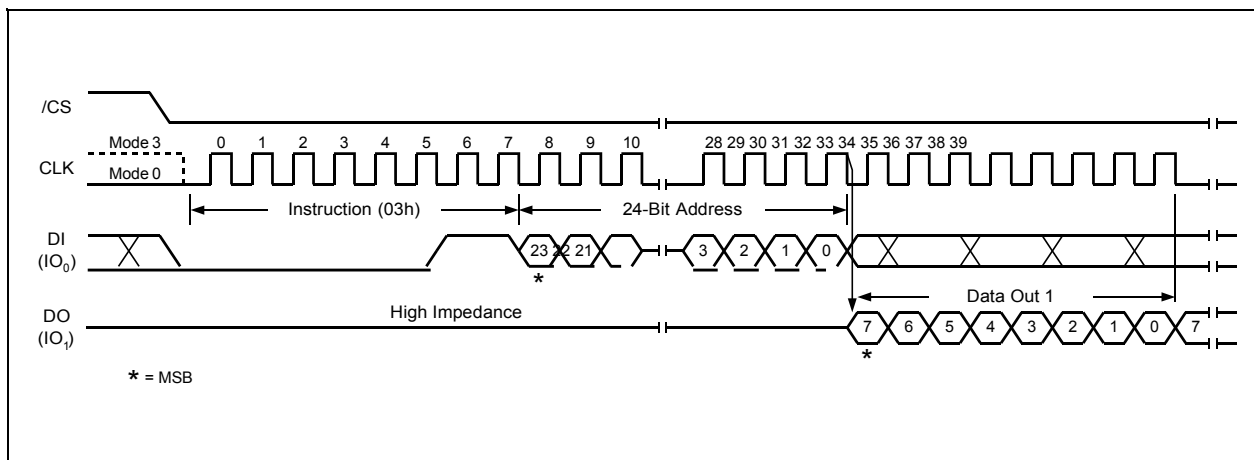 /CS
Mode 3
0 1 2 3 4 5 6 7 8 9 10 28 29 30 31 32 33 34 35 36 37 38 39
CLK
Mode 0
Instruction (03h) 24-Bit Address
DI
(IO0)
23 22 21 3 2 1 0
*
High Impedance
Data Out 1
DO
(IO1)
7 6 5 4 3 2 1 0 7
*
* = MSB